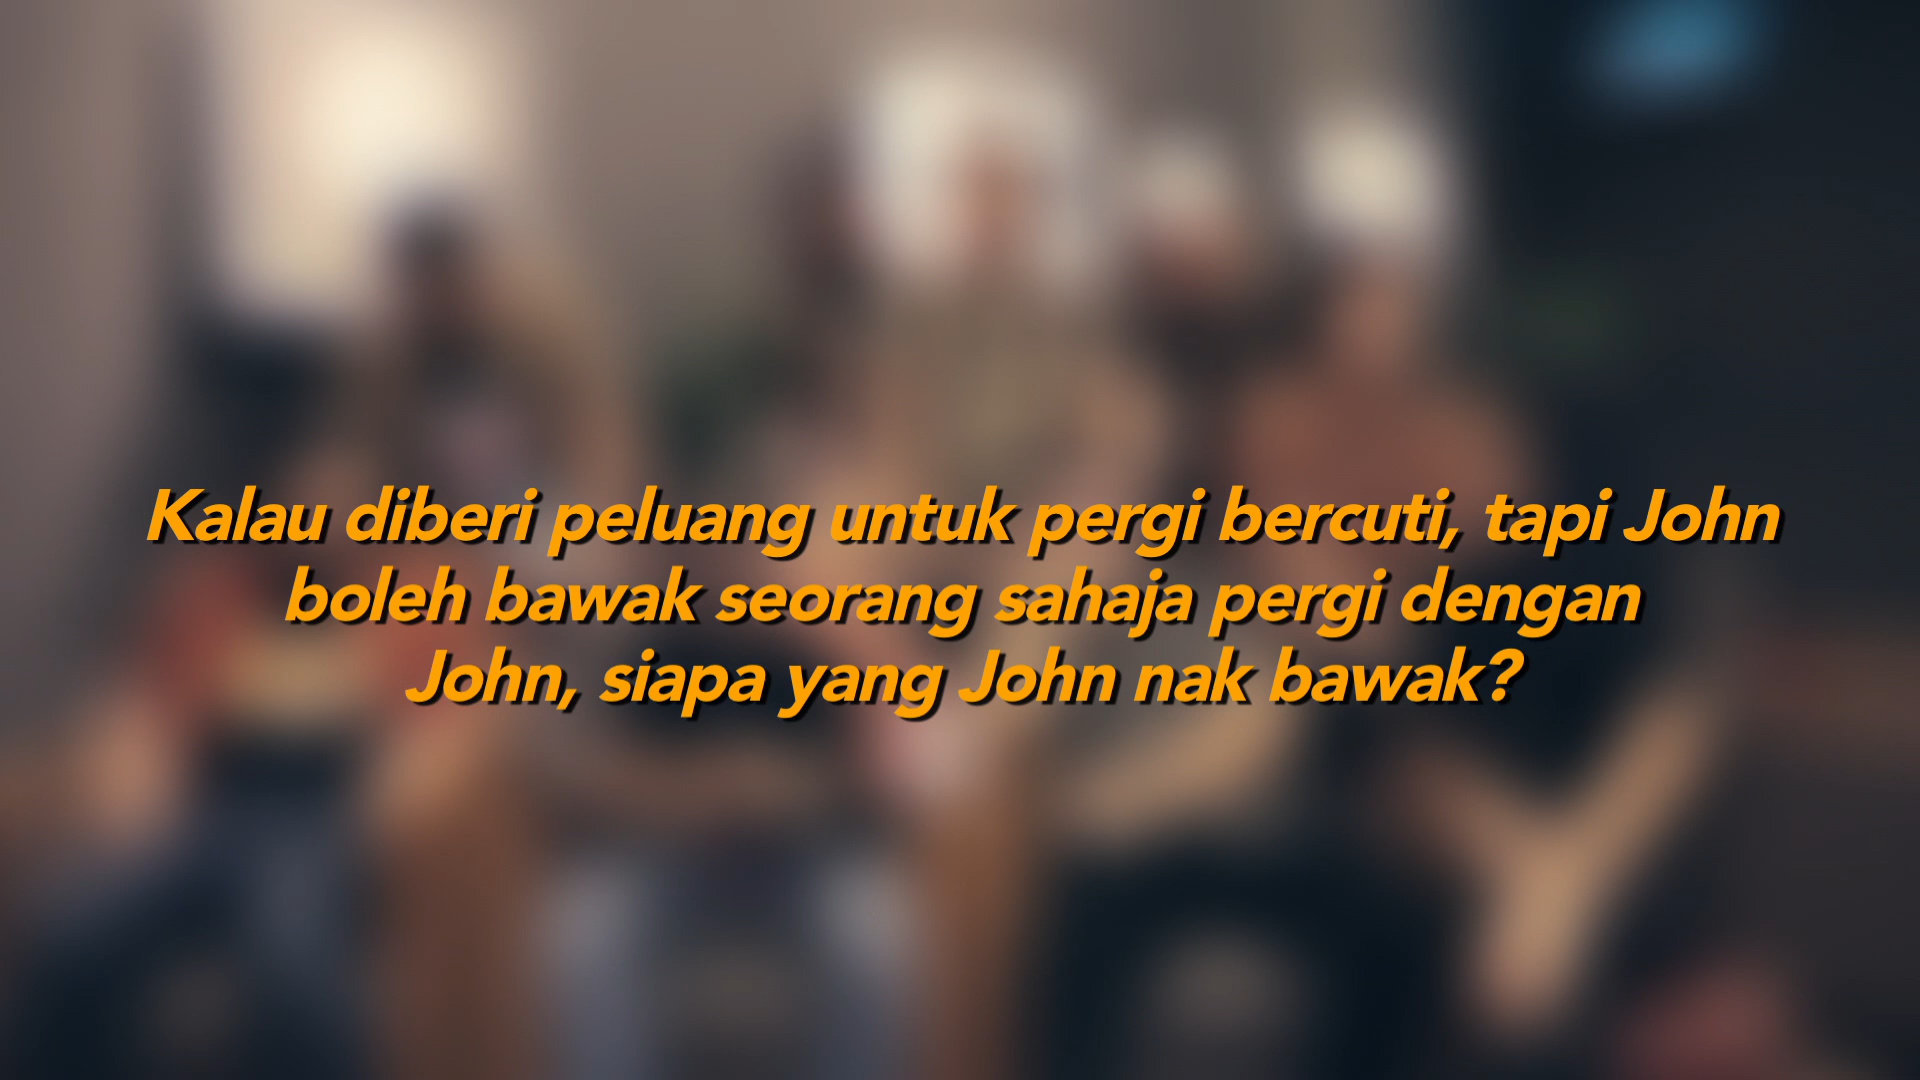 Kalau diberi peluang untuk pergi bercuti, tapi John
boleh bawak seorang sahaja pergi dengan
John, siapa yang John nak bawak?